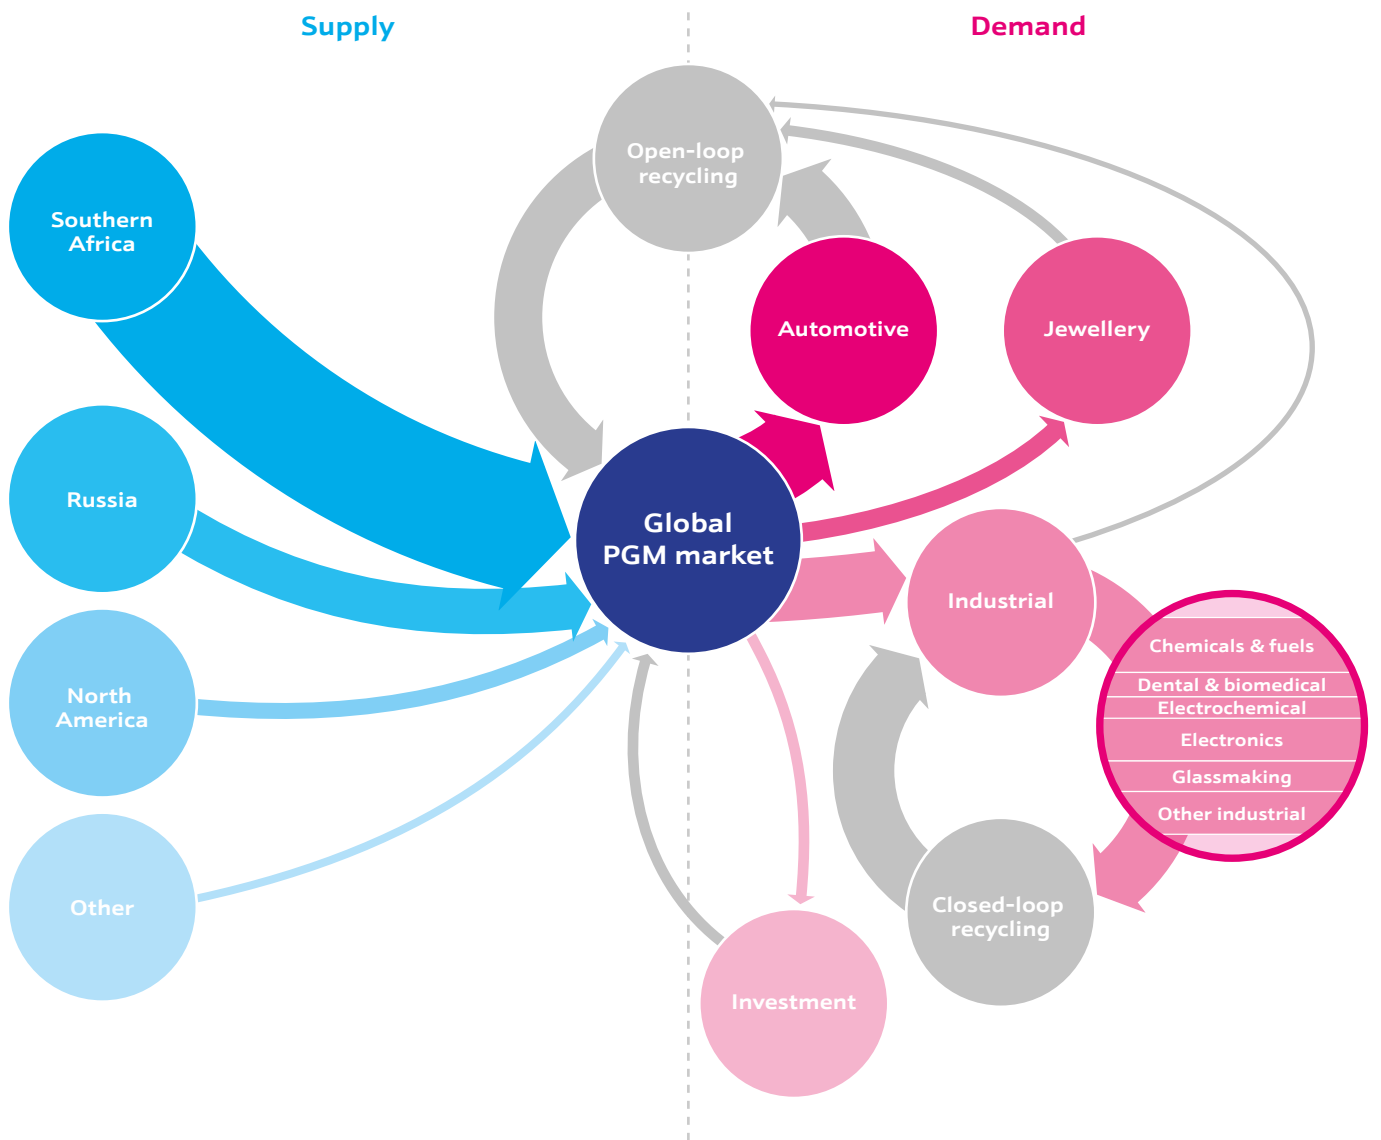 Supply
Demand
Open-loop
recycling
Southern
Africa
Automotive
Jewellery
Russia
Global
PGM market
Industrial
Chemicals & fuels
Dental & biomedical
Electrochemical
Electronics
Glassmaking
Other industrial
North
America
Other
Closed-loop
recycling
Investment